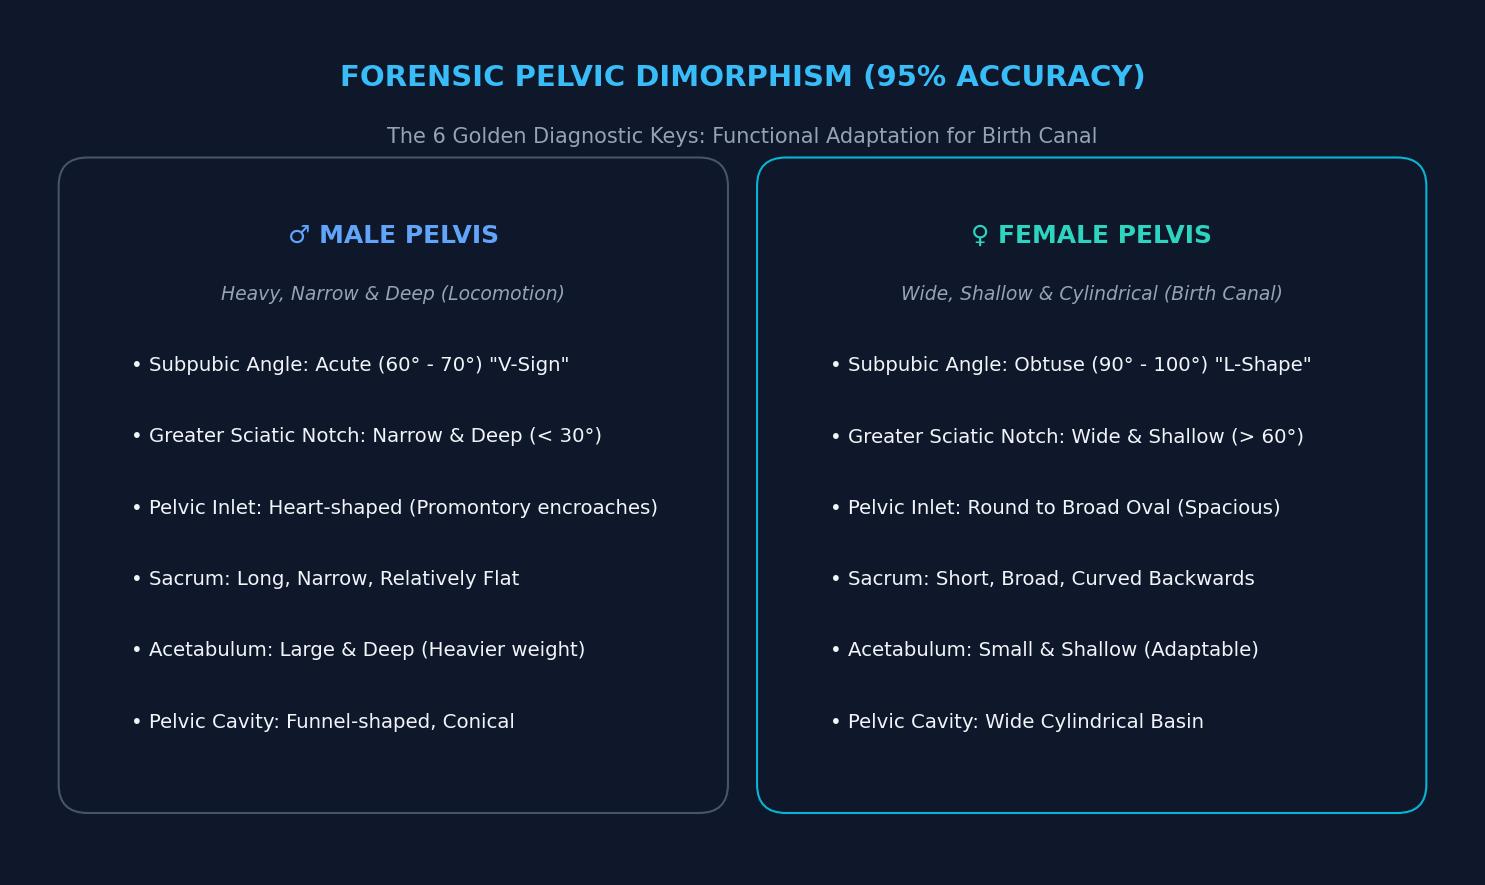 FORENSIC PELVIC DIMORPHISM (95% ACCURACY)
The 6 Golden Diagnostic Keys: Functional Adaptation for Birth Canal
♂ MALE PELVIS
Heavy, Narrow & Deep (Locomotion)
• Subpubic Angle: Acute (60° - 70°) "V-Sign"
• Greater Sciatic Notch: Narrow & Deep (< 30°)
• Pelvic Inlet: Heart-shaped (Promontory encroaches)
• Sacrum: Long, Narrow, Relatively Flat
• Acetabulum: Large & Deep (Heavier weight)
• Pelvic Cavity: Funnel-shaped, Conical
♀ FEMALE PELVIS
Wide, Shallow & Cylindrical (Birth Canal)
• Subpubic Angle: Obtuse (90° - 100°) "L-Shape"
• Greater Sciatic Notch: Wide & Shallow (> 60°)
• Pelvic Inlet: Round to Broad Oval (Spacious)
• Sacrum: Short, Broad, Curved Backwards
• Acetabulum: Small & Shallow (Adaptable)
• Pelvic Cavity: Wide Cylindrical Basin